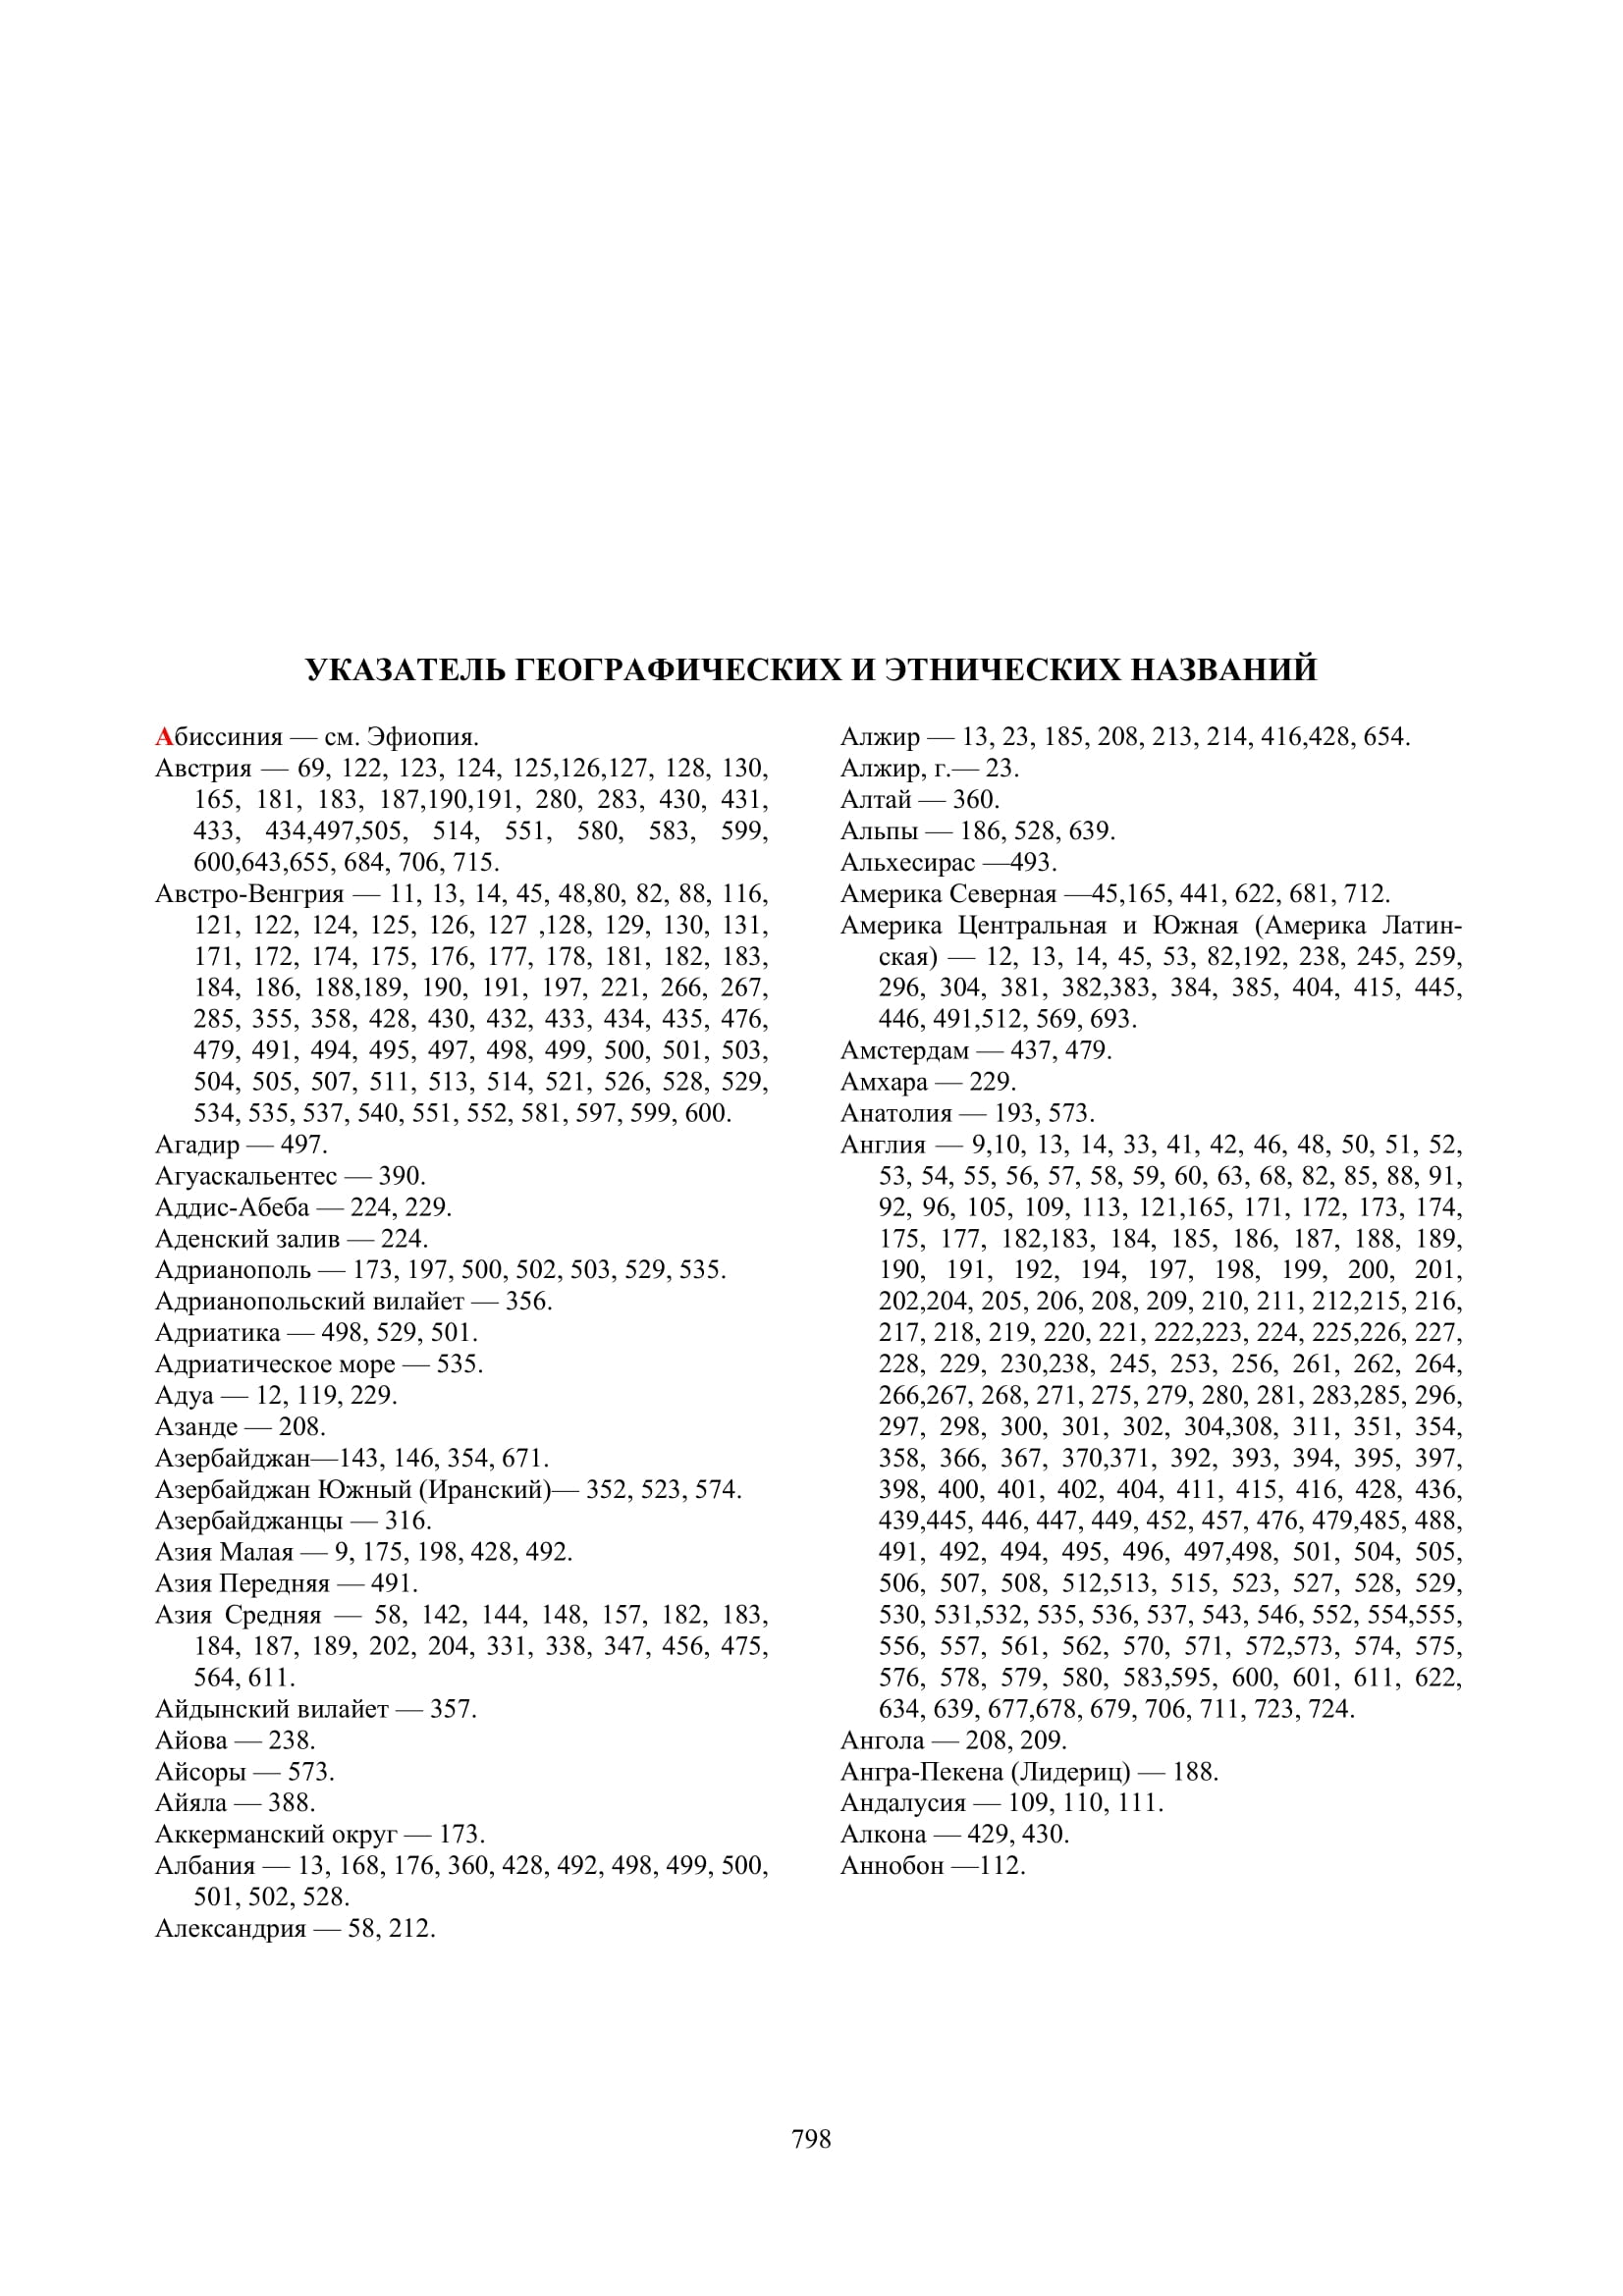 УКАЗАТЕЛЬ ГЕОГРАФИЧЕСКИХ И ЭТНИЧЕСКИХ НАЗВАНИЙ
Абиссиния — см. Эфиопия.
Австрия — 69, 122, 123, 124, 125,126,127, 128, 130,
165, 181, 183, 187,190,191, 280, 283, 430, 431,
433, 434,497,505, 514, 551, 580, 583, 599,
600,643,655, 684, 706, 715.
Австро-Венгрия — 11, 13, 14, 45, 48,80, 82, 88, 116,
121, 122, 124, 125, 126, 127 ,128, 129, 130, 131,
171, 172, 174, 175, 176, 177, 178, 181, 182, 183,
184, 186, 188,189, 190, 191, 197, 221, 266, 267,
285, 355, 358, 428, 430, 432, 433, 434, 435, 476,
479, 491, 494, 495, 497, 498, 499, 500, 501, 503,
504, 505, 507, 511, 513, 514, 521, 526, 528, 529,
534, 535, 537, 540, 551, 552, 581, 597, 599, 600.
Агадир — 497.
Агуаскальентес — 390.
Аддис-Абеба — 224, 229.
Аденский залив — 224.
Адрианополь — 173, 197, 500, 502, 503, 529, 535.
Адрианопольский вилайет — 356.
Адриатика — 498, 529, 501.
Адриатическое море — 535.
Адуа — 12, 119, 229.
Азанде — 208.
Азербайджан—143, 146, 354, 671.
Азербайджан Южный (Иранский)— 352, 523, 574.
Азербайджанцы — 316.
Азия Малая — 9, 175, 198, 428, 492.
Азия Передняя — 491.
Азия Средняя — 58, 142, 144, 148, 157, 182, 183,
184, 187, 189, 202, 204, 331, 338, 347, 456, 475,
564, 611.
Айдынский вилайет — 357.
Айова — 238.
Айсоры — 573.
Айяла — 388.
Аккерманский округ — 173.
Албания — 13, 168, 176, 360, 428, 492, 498, 499, 500,
501, 502, 528.
Александрия — 58, 212.
Алжир — 13, 23, 185, 208, 213, 214, 416,428, 654.
Алжир, г.— 23.
Алтай — 360.
Альпы — 186, 528, 639.
Альхесирас —493.
Америка Северная —45,165, 441, 622, 681, 712.
Америка Центральная и Южная (Америка Латин-
ская) — 12, 13, 14, 45, 53, 82,192, 238, 245, 259,
296, 304, 381, 382,383, 384, 385, 404, 415, 445,
446, 491,512, 569, 693.
Амстердам — 437, 479.
Амхара — 229.
Анатолия — 193, 573.
Англия — 9,10, 13, 14, 33, 41, 42, 46, 48, 50, 51, 52,
53, 54, 55, 56, 57, 58, 59, 60, 63, 68, 82, 85, 88, 91,
92, 96, 105, 109, 113, 121,165, 171, 172, 173, 174,
175, 177, 182,183, 184, 185, 186, 187, 188, 189,
190, 191, 192, 194, 197, 198, 199, 200, 201,
202,204, 205, 206, 208, 209, 210, 211, 212,215, 216,
217, 218, 219, 220, 221, 222,223, 224, 225,226, 227,
228, 229, 230,238, 245, 253, 256, 261, 262, 264,
266,267, 268, 271, 275, 279, 280, 281, 283,285, 296,
297, 298, 300, 301, 302, 304,308, 311, 351, 354,
358, 366, 367, 370,371, 392, 393, 394, 395, 397,
398, 400, 401, 402, 404, 411, 415, 416, 428, 436,
439,445, 446, 447, 449, 452, 457, 476, 479,485, 488,
491, 492, 494, 495, 496, 497,498, 501, 504, 505,
506, 507, 508, 512,513, 515, 523, 527, 528, 529,
530, 531,532, 535, 536, 537, 543, 546, 552, 554,555,
556, 557, 561, 562, 570, 571, 572,573, 574, 575,
576, 578, 579, 580, 583,595, 600, 601, 611, 622,
634, 639, 677,678, 679, 706, 711, 723, 724.
Ангола — 208, 209.
Ангра-Пекена (Лидериц) — 188.
Андалусия — 109, 110, 111.
Алкона — 429, 430.
Аннобон —112.
798